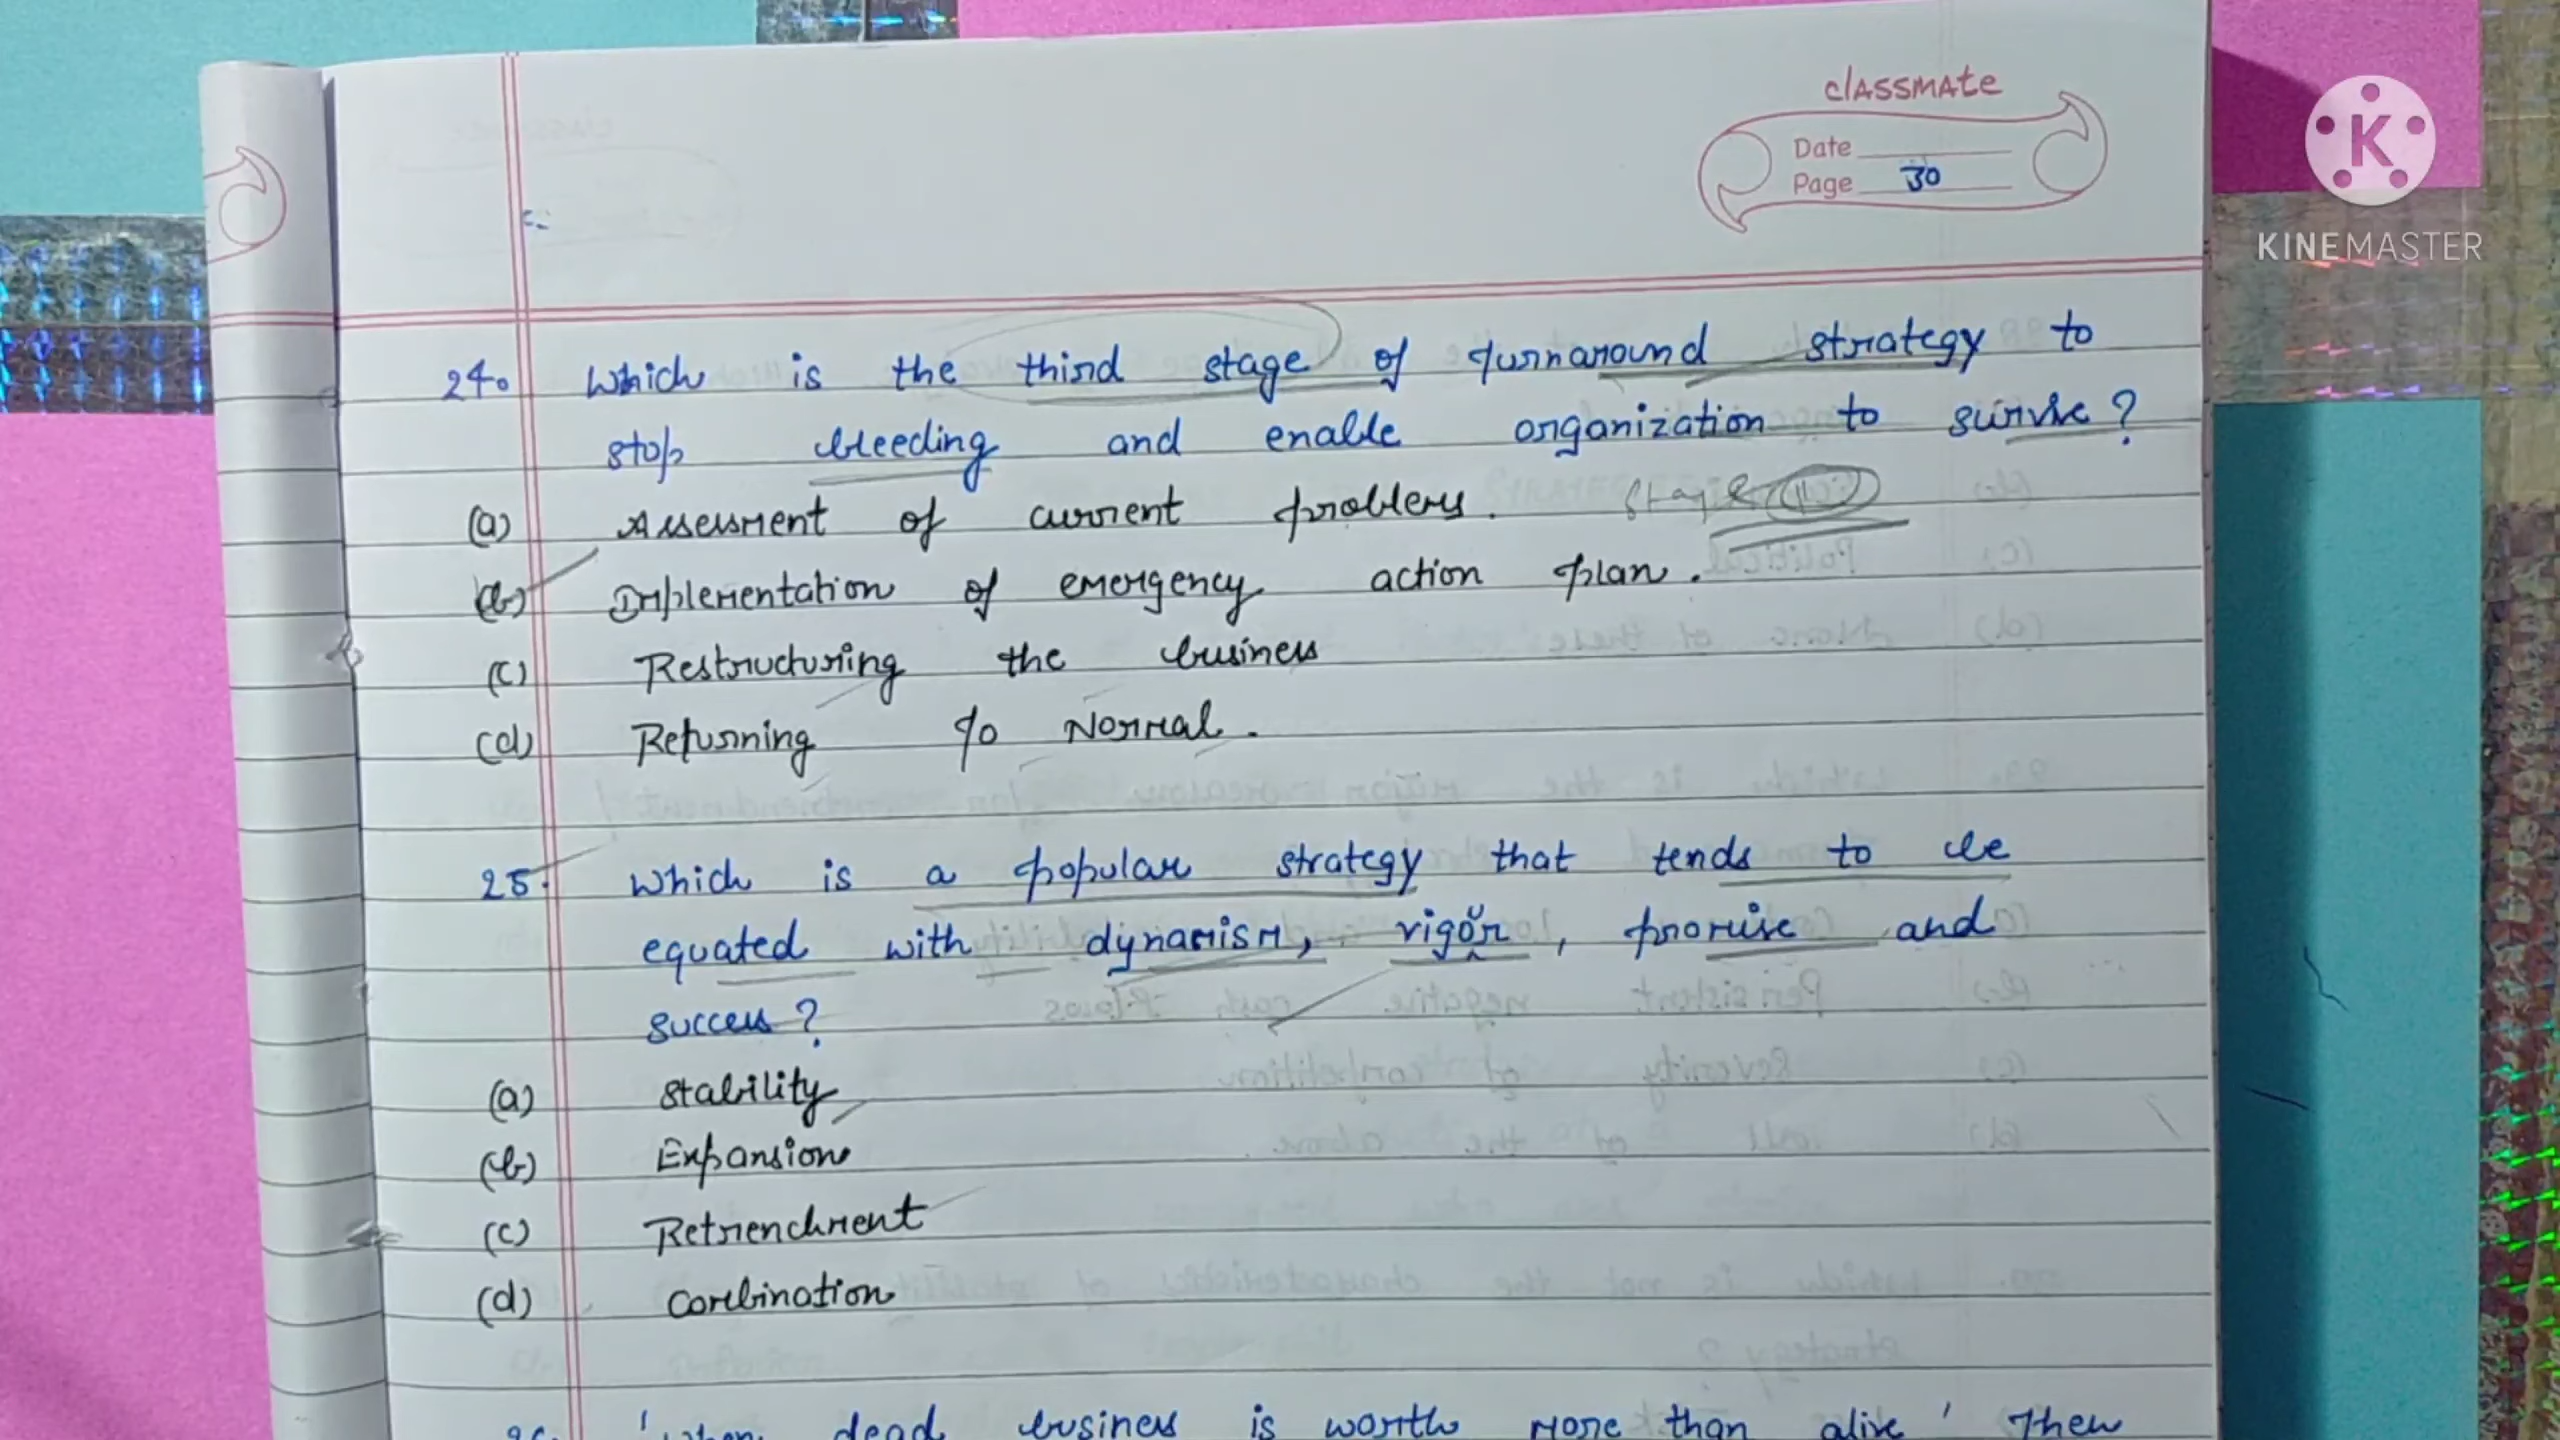 classmate
Date
Page 30
KINEMASTER
24. Which is the third stage of turnaround strategy to
stop bleeding and enable organization to survive?
(a) Assessment of current problems. Stage
(b) Implementation of emergency action plan.
(c) Restructuring the business
(d) Returning to Normal.
25. Which is a popular strategy that tends to be
equated with dynamism, vigor, promise and
success?
(a) Stability
(b) Expansion
(c) Retrenchment
(d) Combination
'When dead business is worth more than alive' Then